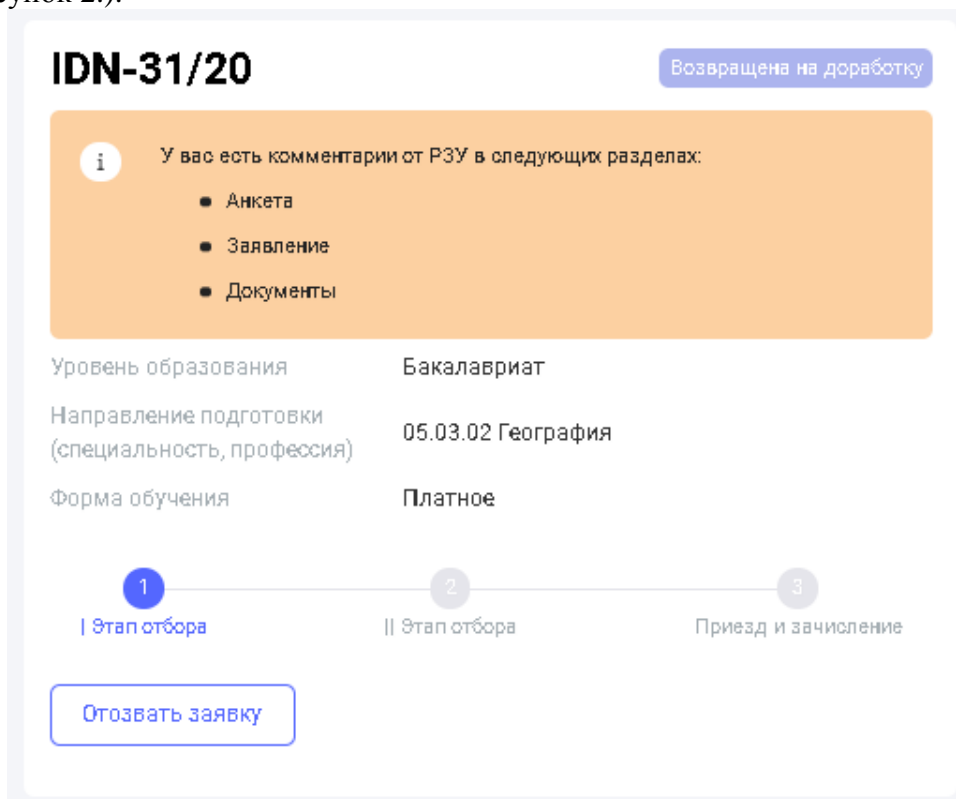 унок 2.).
IDN-31/20
Возвращена на доработку
i
У вас есть комментарии от РЗУ в следующих разделах:
Анкета
Заявление
Документы
Уровень образования Бакалавриат
Направление подготовки
(специальность, профессия) 05.03.02 География
Форма обучения Платное
1 2 3
I Этап отбора II Этап отбора Приезд и зачисление
Отозвать заявку